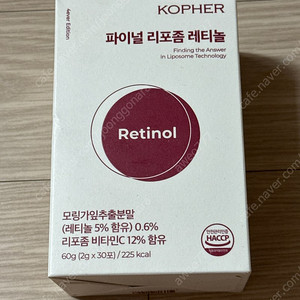 KOPHER
4ever Edition
파이널 리포좀 레티놀
Finding the Answer
In Liposome Technology
Retinol
모링가잎추출분말
(레티놀 5% 함유) 0.6%
리포좀 비타민C 12% 함유
60g (2g x 30포) / 225 kcal
HACCP